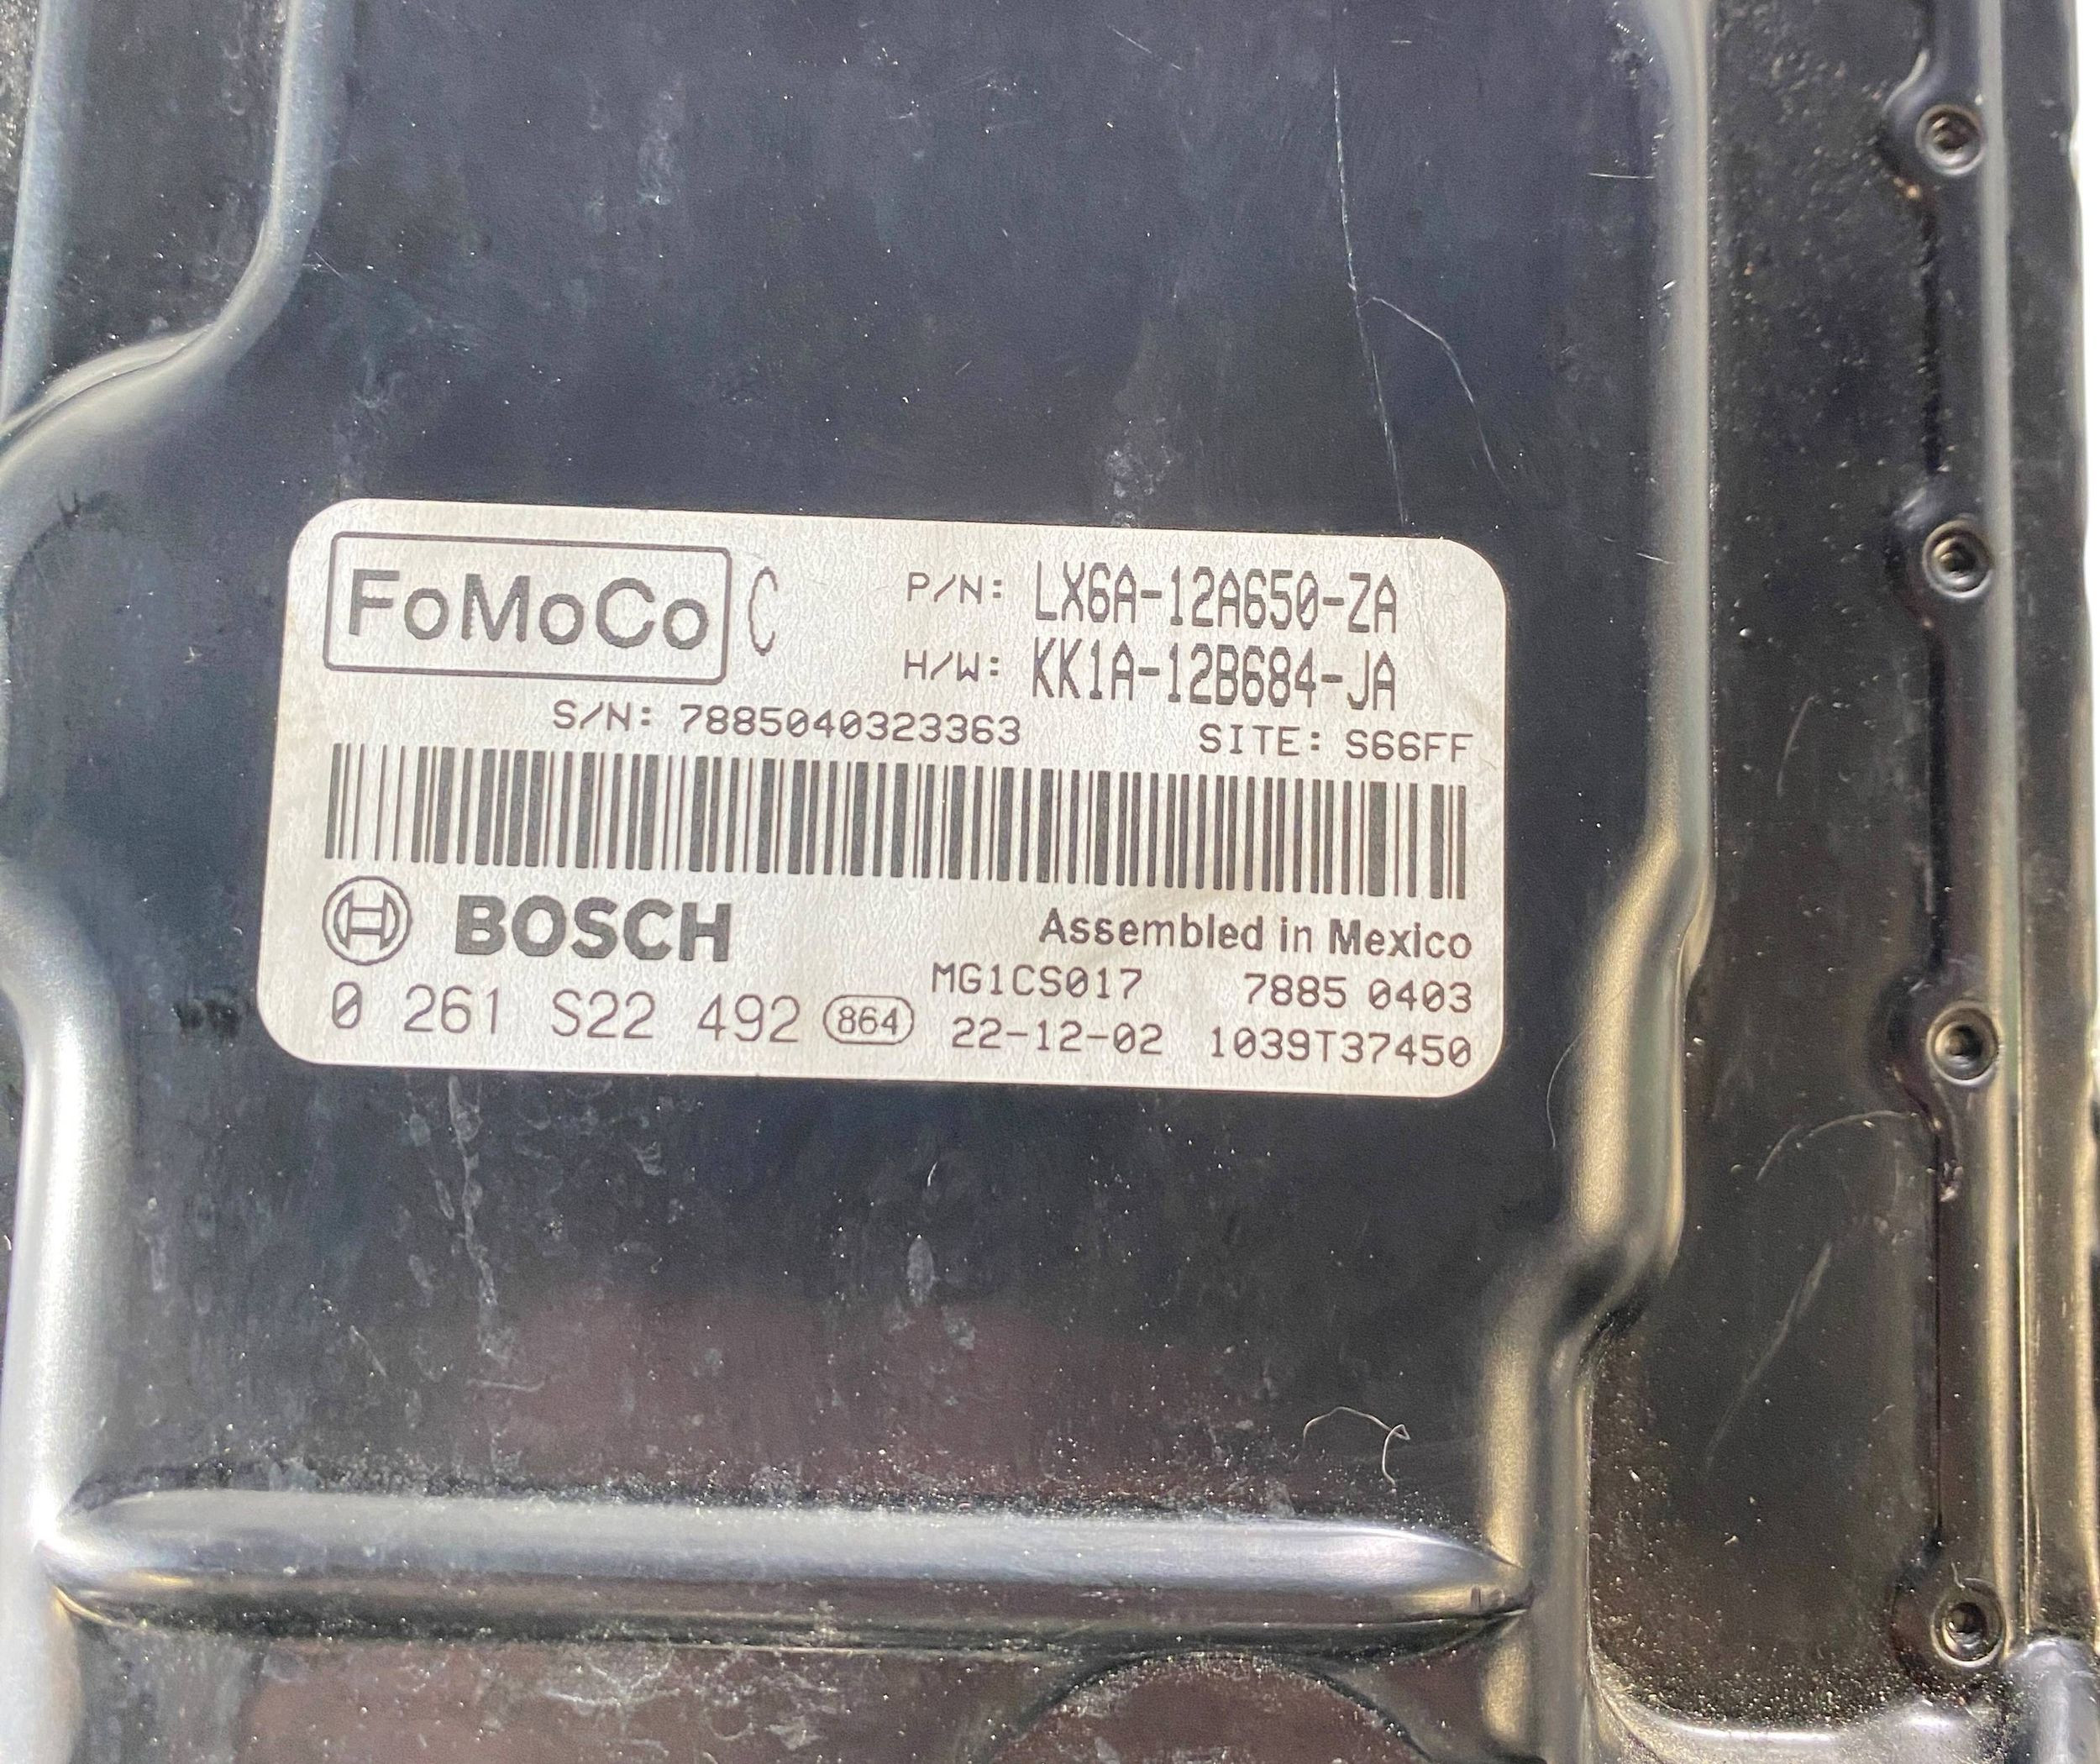 FoMoCo C P/N: LX6A-12A650-ZA
H/W: KK1A-12B684-JA
S/N: 7885040323363 SITE: S66FF
BOSCH Assembled in Mexico
MG1CS017 7885 0403
0 261 S22 492 864 22-12-02 1039T37450